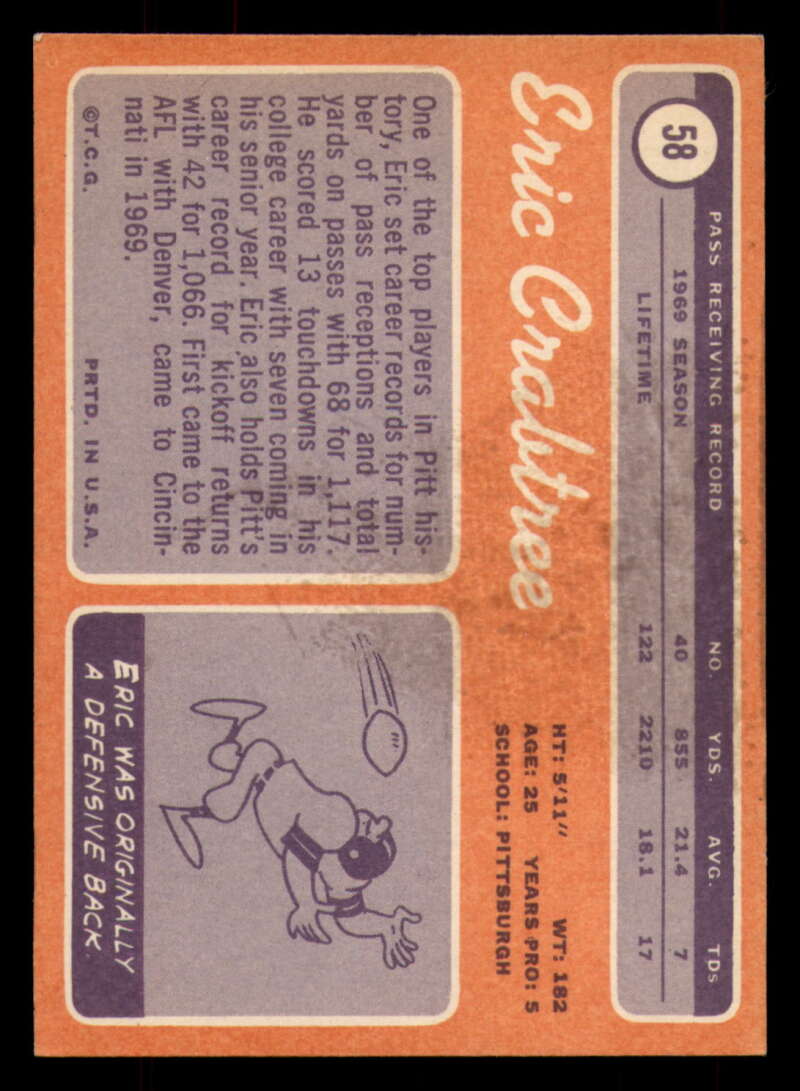 58
PASS RECEIVING RECORD NO. YDS. AVG. TDs
1969 SEASON 40 855 21.4 7
LIFETIME 122 2210 18.1 17
Eric Crabtree
HT: 5'11" WT: 182
AGE: 25 YEARS PRO: 5
SCHOOL: PITTSBURGH
One of the top players in Pitt his-
tory, Eric set career records for num-
ber of pass receptions and total
yards on passes with 68 for 1,117.
He scored 13 touchdowns in his
college career with seven coming in
his senior year. Eric also holds Pitt's
career record for kickoff returns
with 42 for 1,066. First came to the
AFL with Denver, came to Cincin-
nati in 1969.
©T.C.G. PRTD. IN U.S.A.
ERIC WAS ORIGINALLY
A DEFENSIVE BACK.